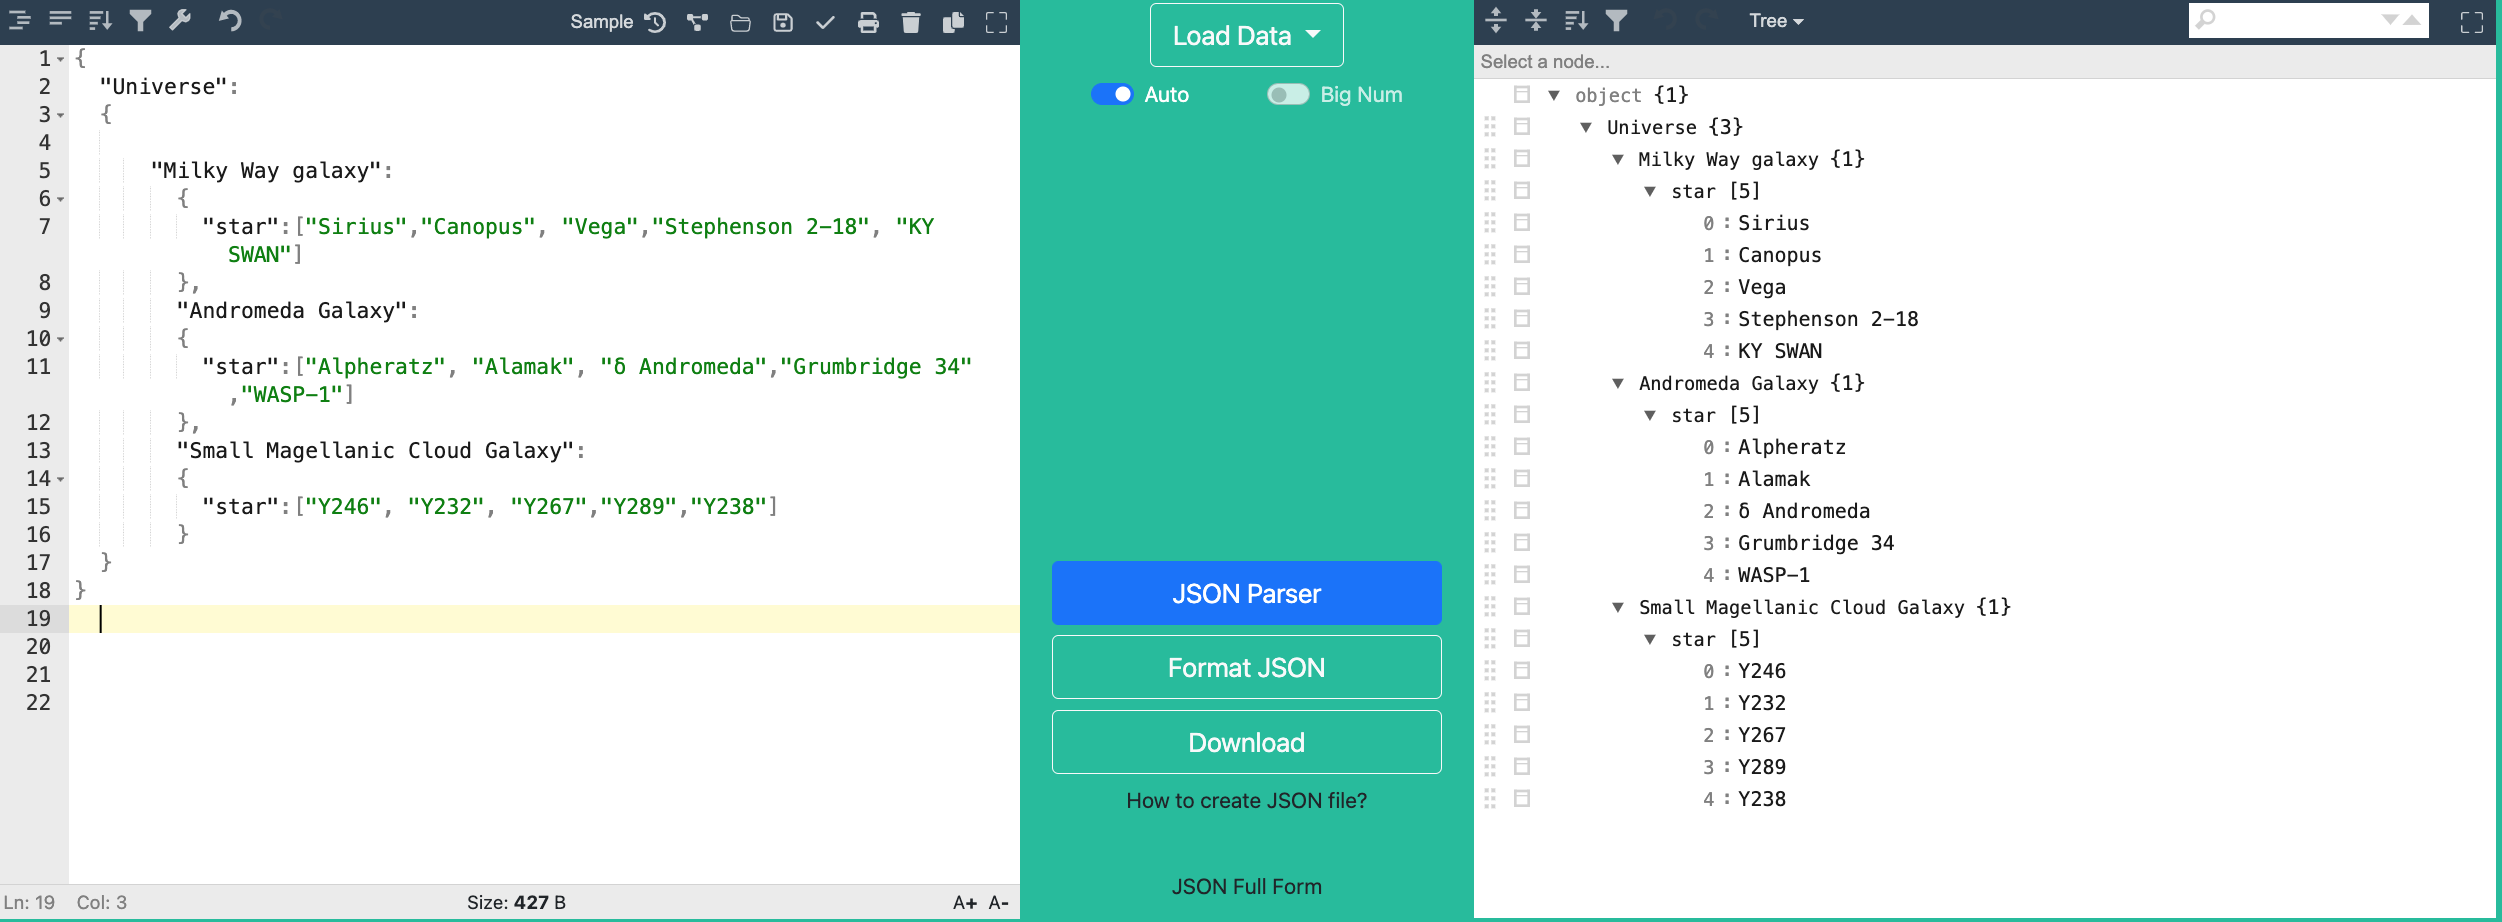 Sample
1 {
2 "Universe":
3 {
4
5 "Milky Way galaxy":
6 {
7 "star":["Sirius","Canopus", "Vega","Stephenson 2-18", "KY
SWAN"]
8 },
9 "Andromeda Galaxy":
10 {
11 "star":["Alpheratz", "Alamak", "δ Andromeda","Grumbridge 34"
,"WASP-1"]
12 },
13 "Small Magellanic Cloud Galaxy":
14 {
15 "star":["Y246", "Y232", "Y267","Y289","Y238"]
16 }
17 }
18 }
19
20
21
22
Ln: 19 Col: 3 Size: 427 B A+ A-
Load Data
Auto Big Num
JSON Parser
Format JSON
Download
How to create JSON file?
JSON Full Form
Tree
Select a node...
object {1}
Universe {3}
Milky Way galaxy {1}
star [5]
0 : Sirius
1 : Canopus
2 : Vega
3 : Stephenson 2-18
4 : KY SWAN
Andromeda Galaxy {1}
star [5]
0 : Alpheratz
1 : Alamak
2 : δ Andromeda
3 : Grumbridge 34
4 : WASP-1
Small Magellanic Cloud Galaxy {1}
star [5]
0 : Y246
1 : Y232
2 : Y267
3 : Y289
4 : Y238